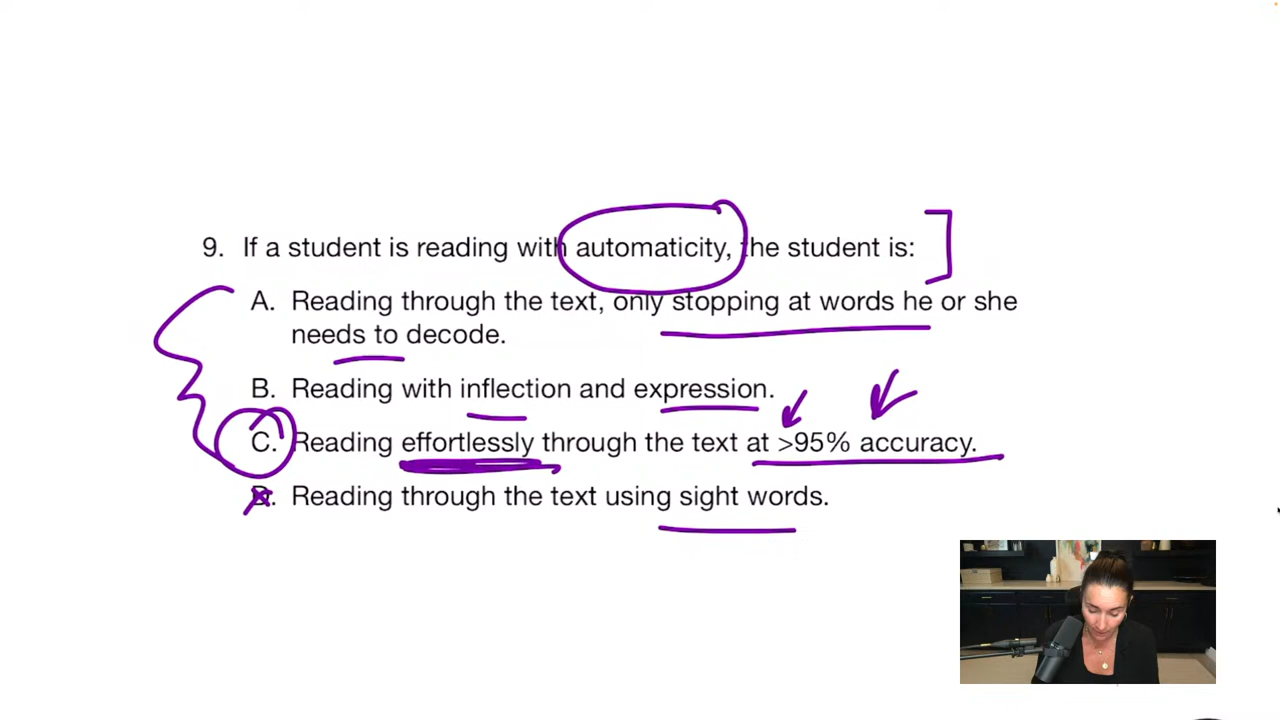 9. If a student is reading with automaticity, the student is:
A. Reading through the text, only stopping at words he or she
needs to decode.
B. Reading with inflection and expression.
C. Reading effortlessly through the text at >95% accuracy.
D. Reading through the text using sight words.